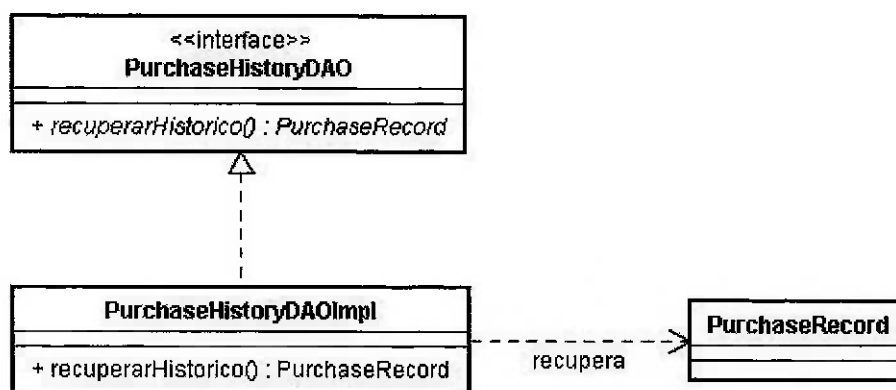 <<interface>>
PurchaseHistoryDAO
+ recuperarHistorico() : PurchaseRecord
PurchaseHistoryDAOImpl
+ recuperarHistorico() : PurchaseRecord
recupera
PurchaseRecord